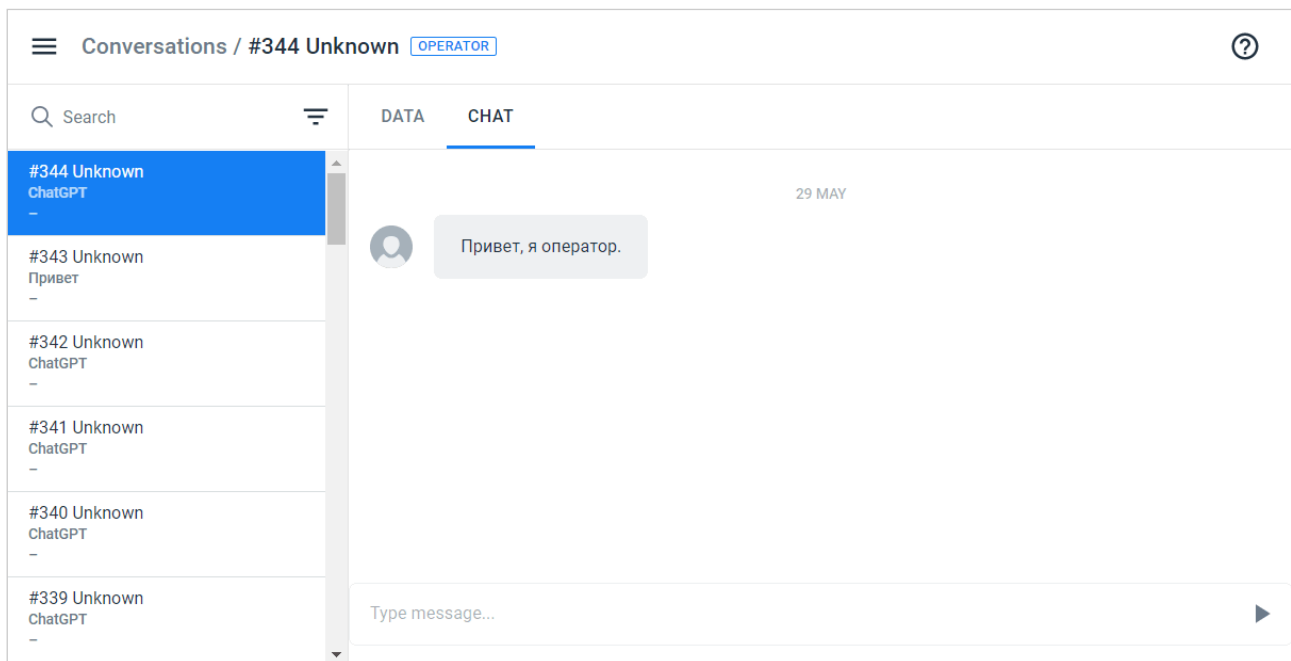 Conversations / #344 Unknown OPERATOR
Search
DATA CHAT
#344 Unknown
ChatGPT
–
#343 Unknown
Привет
–
#342 Unknown
ChatGPT
–
#341 Unknown
ChatGPT
–
#340 Unknown
ChatGPT
–
#339 Unknown
ChatGPT
–
29 MAY
Привет, я оператор.
Type message...